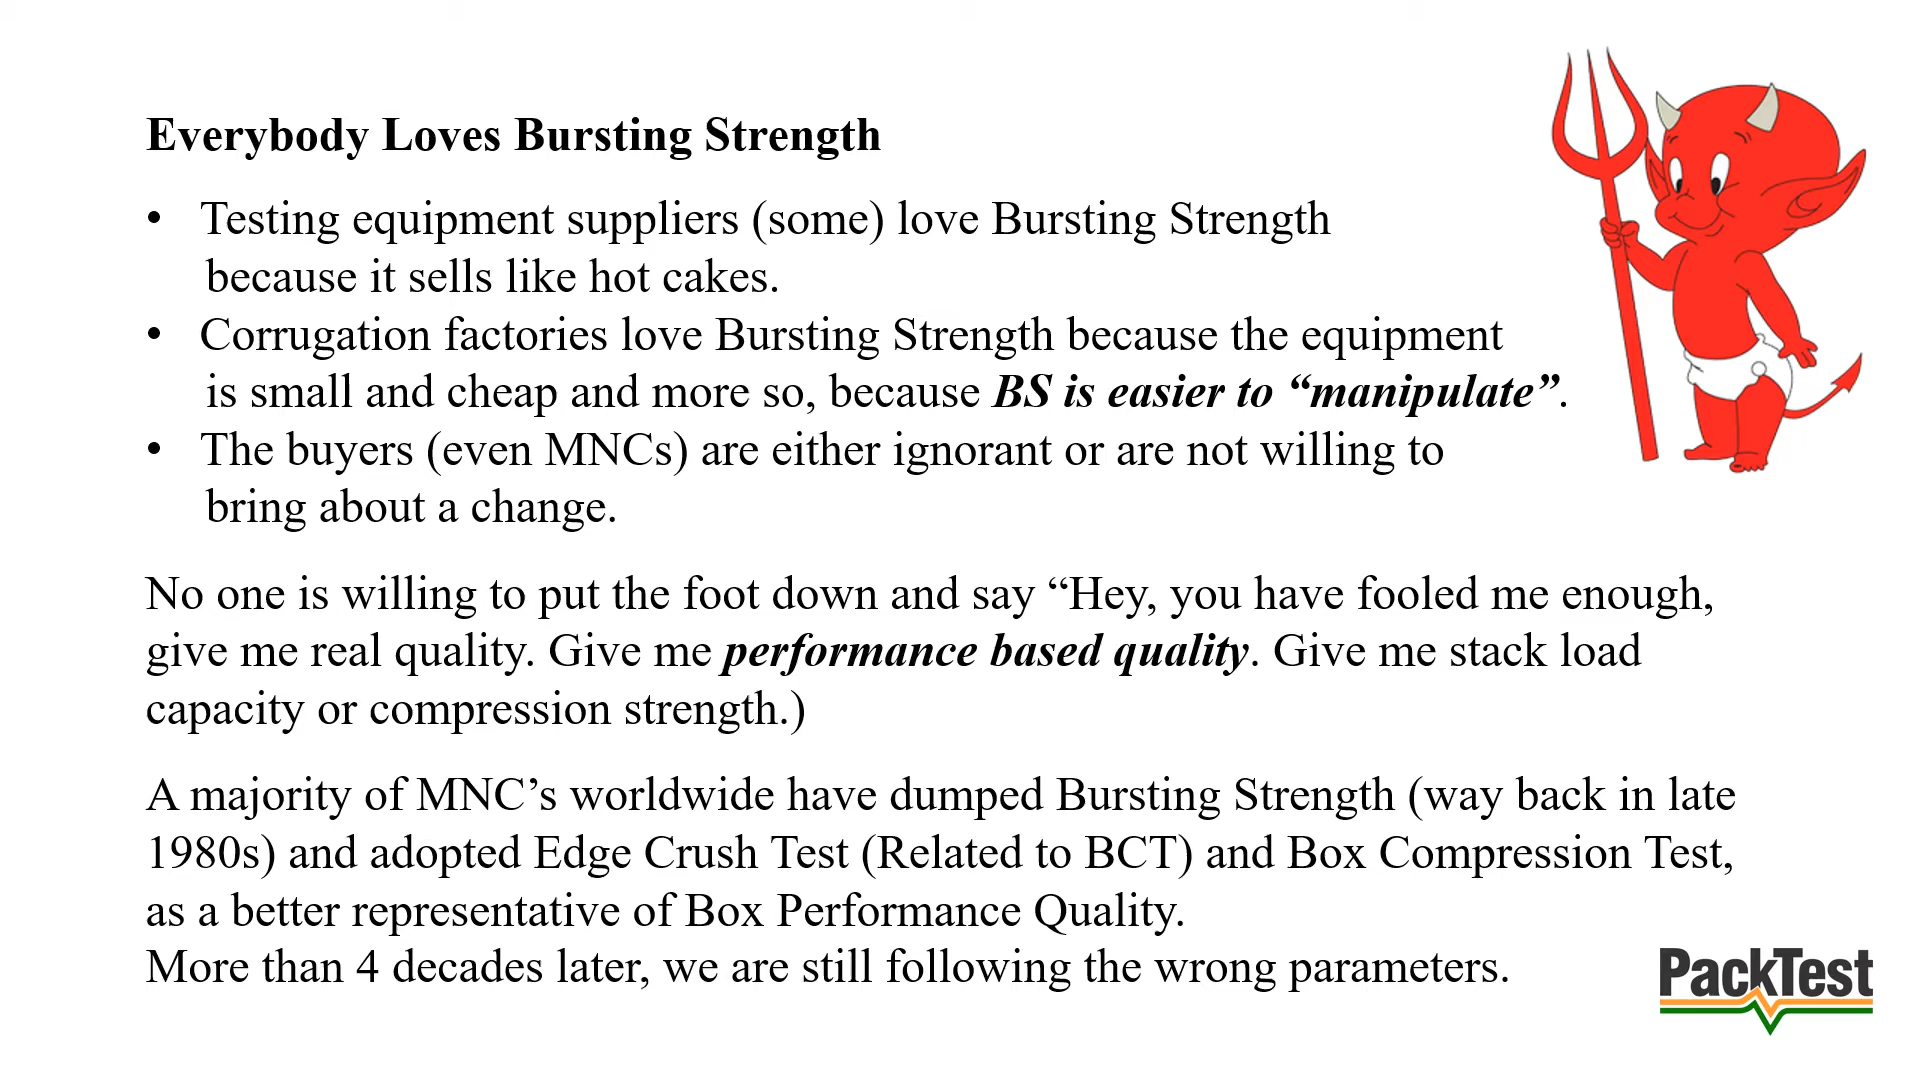 Everybody Loves Bursting Strength
• Testing equipment suppliers (some) love Bursting Strength
because it sells like hot cakes.
• Corrugation factories love Bursting Strength because the equipment
is small and cheap and more so, because BS is easier to “manipulate”.
• The buyers (even MNCs) are either ignorant or are not willing to
bring about a change.
No one is willing to put the foot down and say “Hey, you have fooled me enough,
give me real quality. Give me performance based quality. Give me stack load
capacity or compression strength.)
A majority of MNC’s worldwide have dumped Bursting Strength (way back in late
1980s) and adopted Edge Crush Test (Related to BCT) and Box Compression Test,
as a better representative of Box Performance Quality.
More than 4 decades later, we are still following the wrong parameters.
PackTest